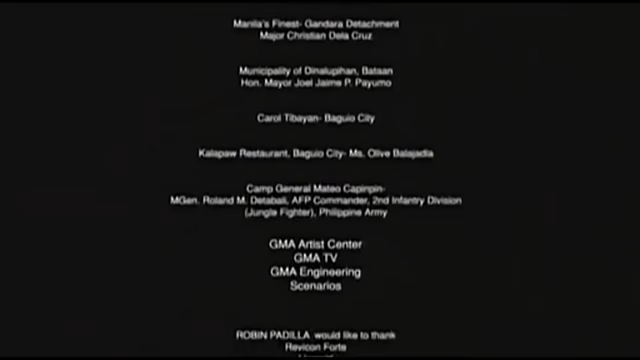 Manila's Finest- Gandara Detachment
Major Christian Dela Cruz
Municipality of Dinalupihan, Bataan
Hon. Mayor Joel Jaime P. Payumo
Carol Tibayan- Baguio City
Kalapaw Restaurant, Baguio City- Ms. Olive Balajadia
Camp General Mateo Capinpin-
MGen. Roland M. Detabali, AFP Commander, 2nd Infantry Division
(Jungle Fighter), Philippine Army
GMA Artist Center
GMA TV
GMA Engineering
Scenarios
ROBIN PADILLA would like to thank
Revicon Forte